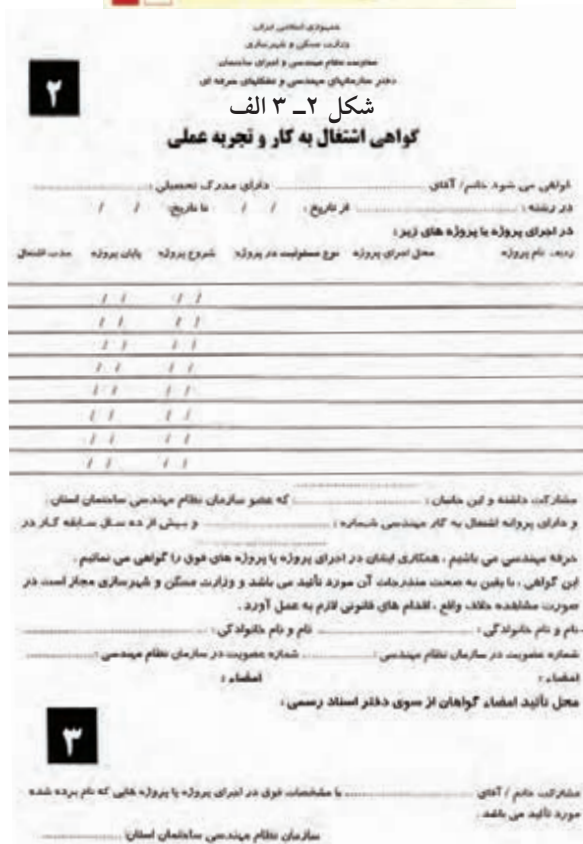 جمهوری اسلامی ایران
وزارت مسکن و شهرسازی
معاونت نظام مهندسی و اجرای ساختمان
دفتر سازمانهای مهندسی و تشکلهای حرفه ای
۲
شکل ۲ــ ۳ الف
گواهی اشتغال به کار و تجربه عملی
گواهی می شود خانم/ آقای .................... دارای مدرک تحصیلی : ....................
در رشته : .................... از تاریخ : / / تا تاریخ: / /
در اجرای پروژه یا پروژه های زیر :
ردیف نام پروژه محل اجرای پروژه نوع مسئولیت در پروژه شروع پروژه پایان پروژه مدت اشتغال
/ / / /
/ / / /
/ / / /
/ / / /
/ / / /
/ / / /
/ / / /
/ / / /
مشارکت داشته و این جانبان : .................... که عضو سازمان نظام مهندسی ساختمان استان :
و دارای پروانه اشتغال به کار مهندسی شماره : .................... و بیش از ده سال سابقه کار در
حرفه مهندسی می باشیم ، همکاری ایشان در اجرای پروژه یا پروژه های فوق را گواهی می نمائیم .
این گواهی ، با یقین به صحت مندرجات آن مورد تأئید می باشد و وزارت مسکن و شهرسازی مجاز است در
صورت مشاهده خلاف واقع ، اقدام های قانونی لازم به عمل آورد .
نام و نام خانوادگی : .................... نام و نام خانوادگی : ....................
شماره عضویت در سازمان نظام مهندسی : .................... شماره عضویت در سازمان نظام مهندسی : ....................
امضاء : امضاء :
محل تأئید امضاء گواهان از سوی دفتر اسناد رسمی :
۳
مشارکت خانم / آقای .................... با مشخصات فوق در اجرای پروژه یا پروژه هایی که نام برده شده
مورد تأئید می باشد .
سازمان نظام مهندسی ساختمان استان: ....................